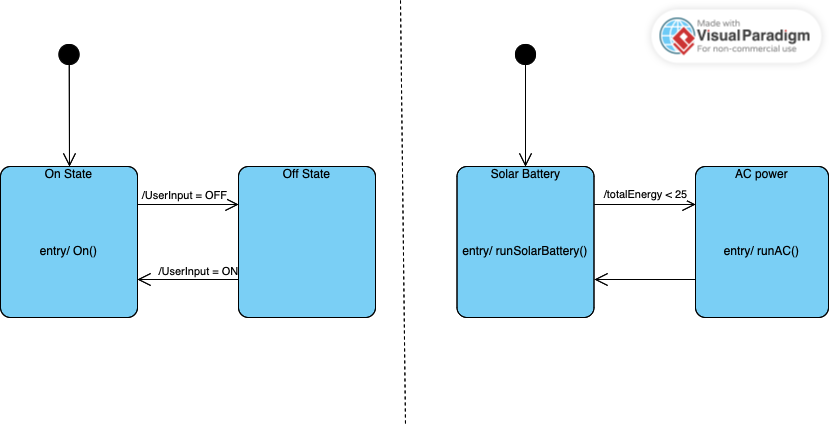 Made with
Visual Paradigm
For non-commercial use
On State
Off State
Solar Battery
AC power
/UserInput = OFF
/totalEnergy < 25
entry/ On()
entry/ runSolarBattery()
entry/ runAC()
/UserInput = ON